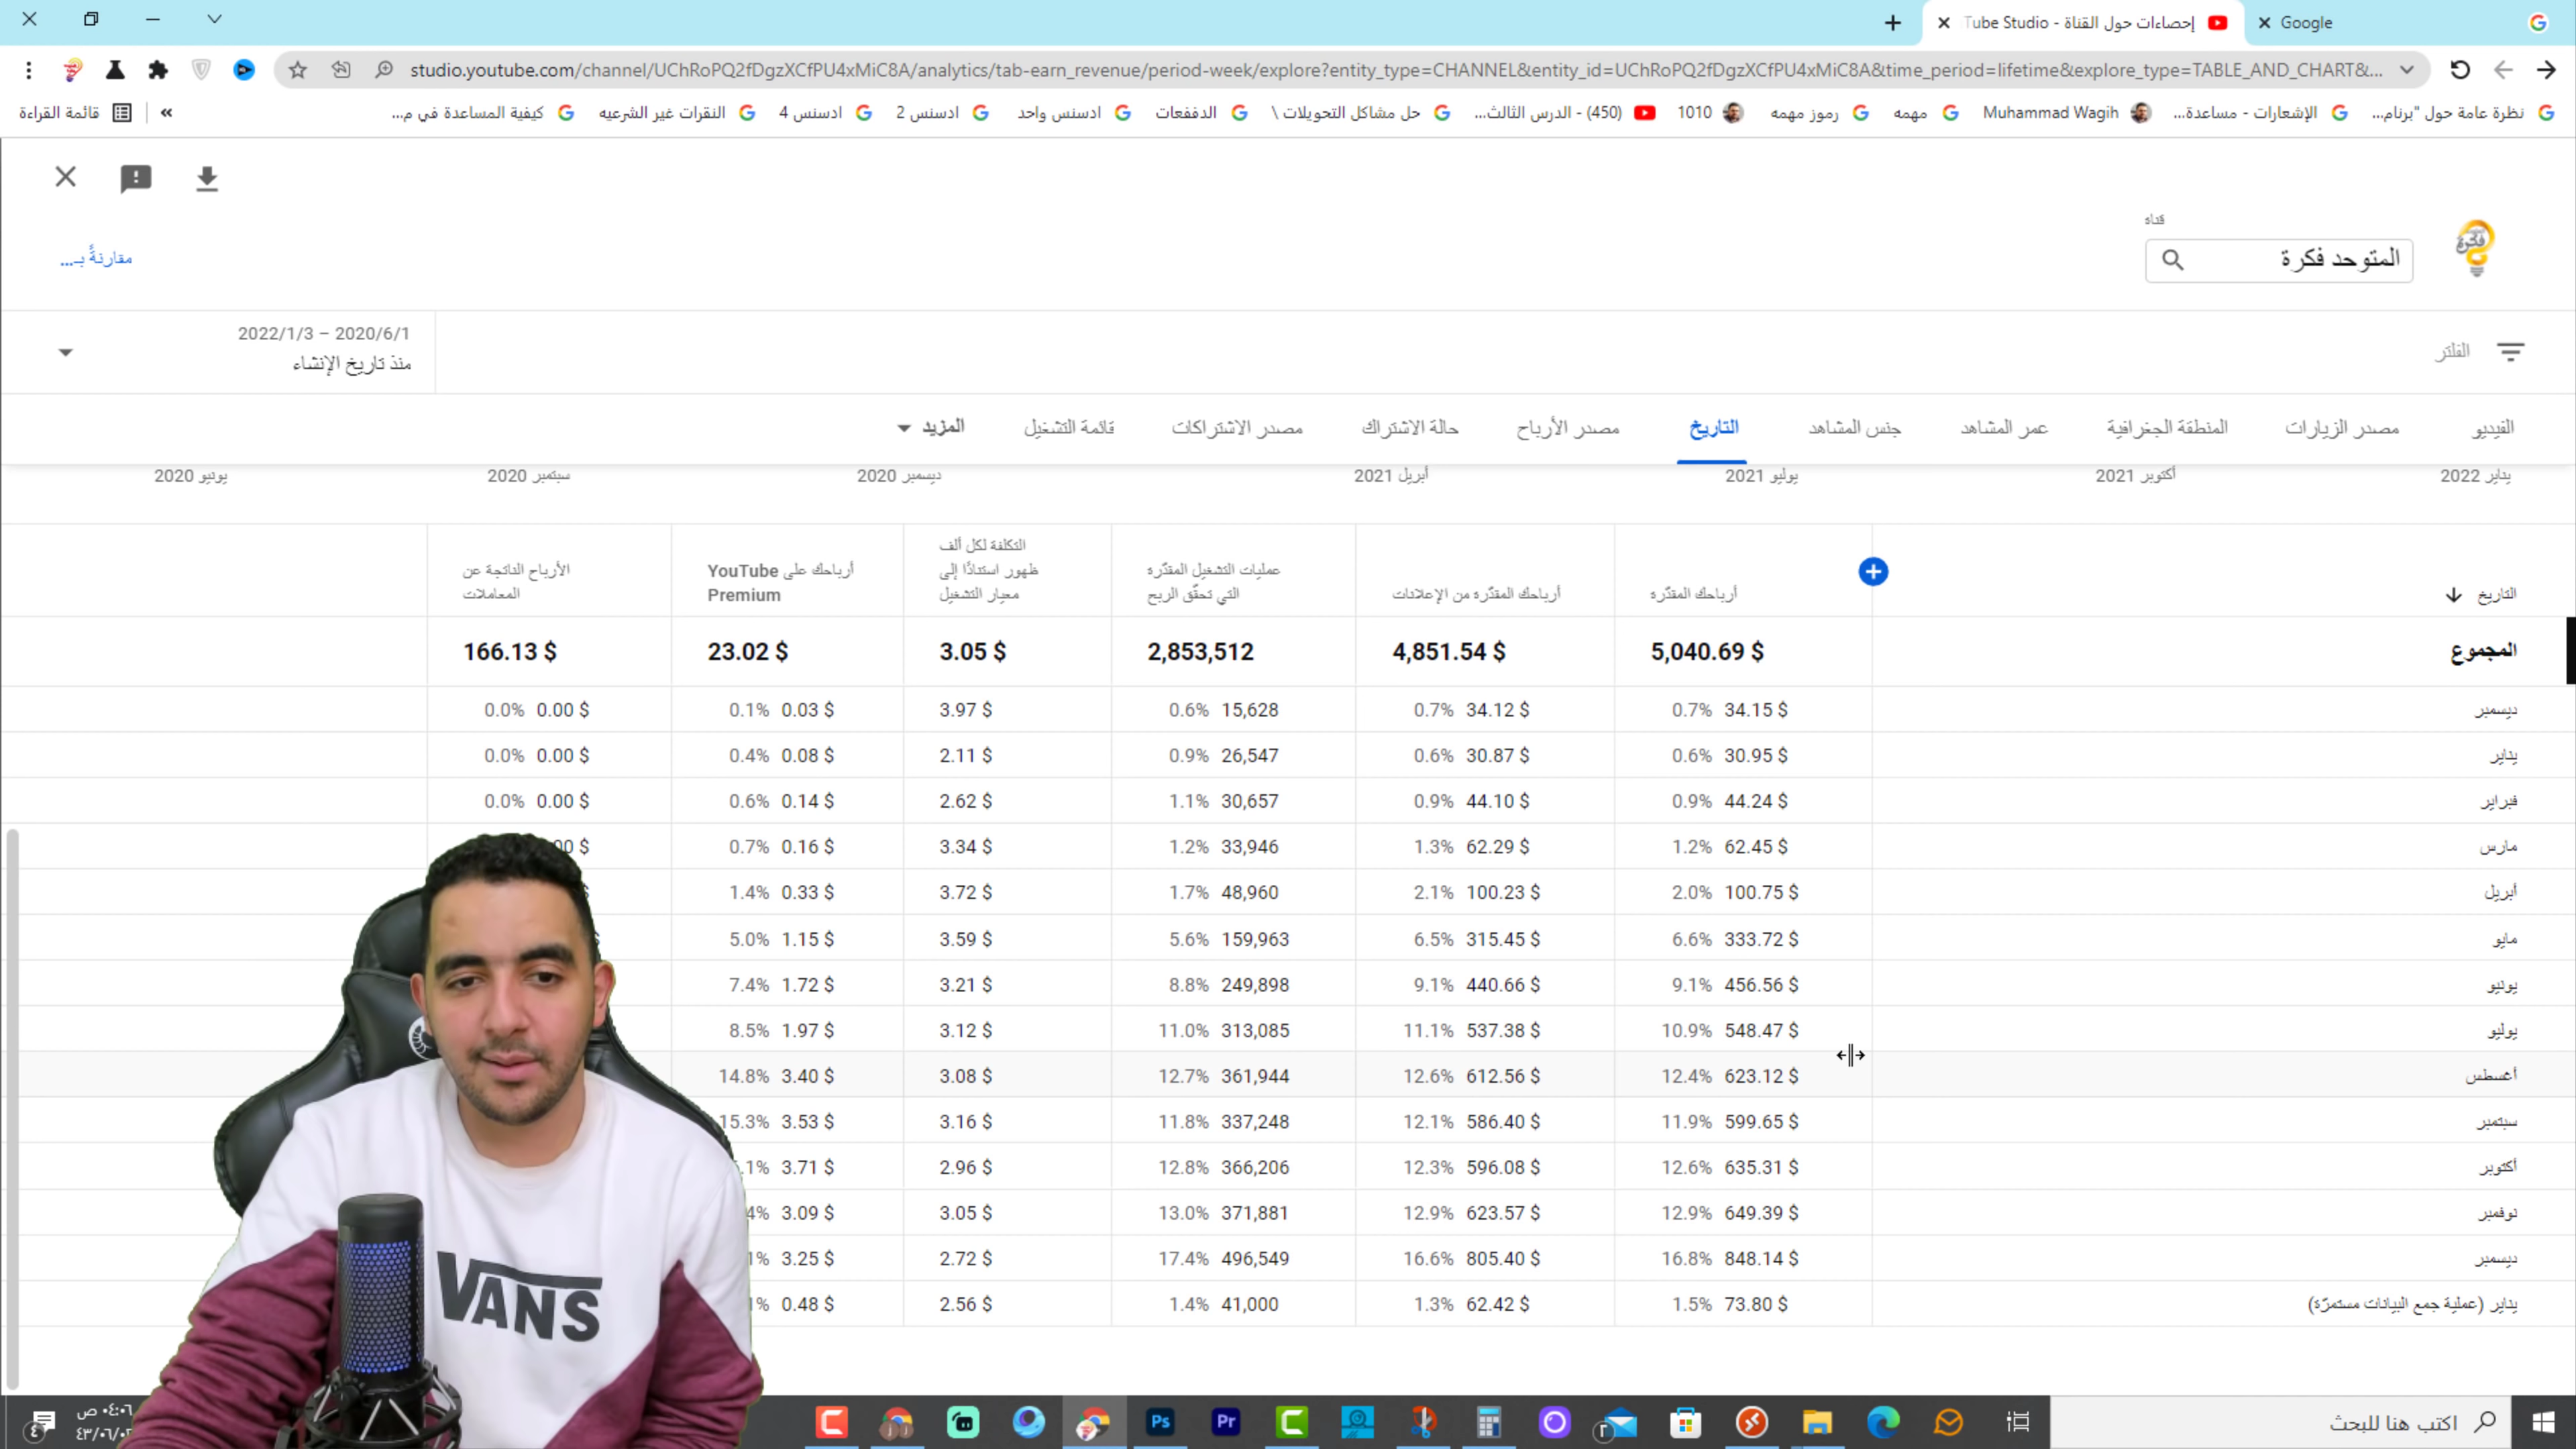 إحصاءات حول القناة - Tube Studio
Google
studio.youtube.com/channel/UChRoPQ2fDgzXCfPU4xMiC8A/analytics/tab-earn_revenue/period-week/explore?entity_type=CHANNEL&entity_id=UChRoPQ2fDgzXCfPU4xMiC8A&time_period=lifetime&explore_type=TABLE_AND_CHART&...
نظرة عامة حول "برنام...
الإشعارات - مساعدة...
Muhammad Wagih
مهمه
رموز مهمه
1010
(450) - الدرس الثالث...
حل مشاكل التحويلات \
الدففعات
ادسنس واحد
ادسنس 2
ادسنس 4
النقرات غير الشرعيه
كيفية المساعدة في م...
«
قائمة القراءة
قناة
المتوحد فكرة
فكرة
مقارنةً بـ...
الفلتر
2022/1/3 – 2020/6/1
منذ تاريخ الإنشاء
الفيديو
مصدر الزيارات
المنطقة الجغرافية
عمر المشاهد
جنس المشاهد
التاريخ
مصدر الأرباح
حالة الاشتراك
مصدر الاشتراكات
قائمة التشغيل
المزيد
يناير 2022
أكتوبر 2021
يوليو 2021
أبريل 2021
ديسمبر 2020
سبتمبر 2020
يونيو 2020
التاريخ
أرباحك المقدّرة
أرباحك المقدّرة من الإعلانات
عمليات التشغيل المقدّرة
التي تحقّق الربح
التكلفة لكل ألف
ظهور استنادًا إلى
معيار التشغيل
أرباحك على YouTube
Premium
الأرباح الناتجة عن
المعاملات
المجموع 5,040.69 $ 4,851.54 $ 2,853,512 3.05 $ 23.02 $ 166.13 $
ديسمبر 34.15 $ 0.7% 34.12 $ 0.7% 15,628 0.6% 3.97 $ 0.03 $ 0.1% 0.00 $ 0.0%
يناير 30.95 $ 0.6% 30.87 $ 0.6% 26,547 0.9% 2.11 $ 0.08 $ 0.4% 0.00 $ 0.0%
فبراير 44.24 $ 0.9% 44.10 $ 0.9% 30,657 1.1% 2.62 $ 0.14 $ 0.6% 0.00 $ 0.0%
مارس 62.45 $ 1.2% 62.29 $ 1.3% 33,946 1.2% 3.34 $ 0.16 $ 0.7%
أبريل 100.75 $ 2.0% 100.23 $ 2.1% 48,960 1.7% 3.72 $ 0.33 $ 1.4%
مايو 333.72 $ 6.6% 315.45 $ 6.5% 159,963 5.6% 3.59 $ 1.15 $ 5.0%
يونيو 456.56 $ 9.1% 440.66 $ 9.1% 249,898 8.8% 3.21 $ 1.72 $ 7.4%
يوليو 548.47 $ 10.9% 537.38 $ 11.1% 313,085 11.0% 3.12 $ 1.97 $ 8.5%
أغسطس 623.12 $ 12.4% 612.56 $ 12.6% 361,944 12.7% 3.08 $ 3.40 $ 14.8%
سبتمبر 599.65 $ 11.9% 586.40 $ 12.1% 337,248 11.8% 3.16 $ 3.53 $ 15.3%
أكتوبر 635.31 $ 12.6% 596.08 $ 12.3% 366,206 12.8% 2.96 $ 3.71 $
نوفمبر 649.39 $ 12.9% 623.57 $ 12.9% 371,881 13.0% 3.05 $ 3.09 $
ديسمبر 848.14 $ 16.8% 805.40 $ 16.6% 496,549 17.4% 2.72 $ 3.25 $
يناير (عملية جمع البيانات مستمرّة) 73.80 $ 1.5% 62.42 $ 1.3% 41,000 1.4% 2.56 $ 0.48 $
VANS
اكتب هنا للبحث
Pr
Ps
٠٤:٠٦ ص